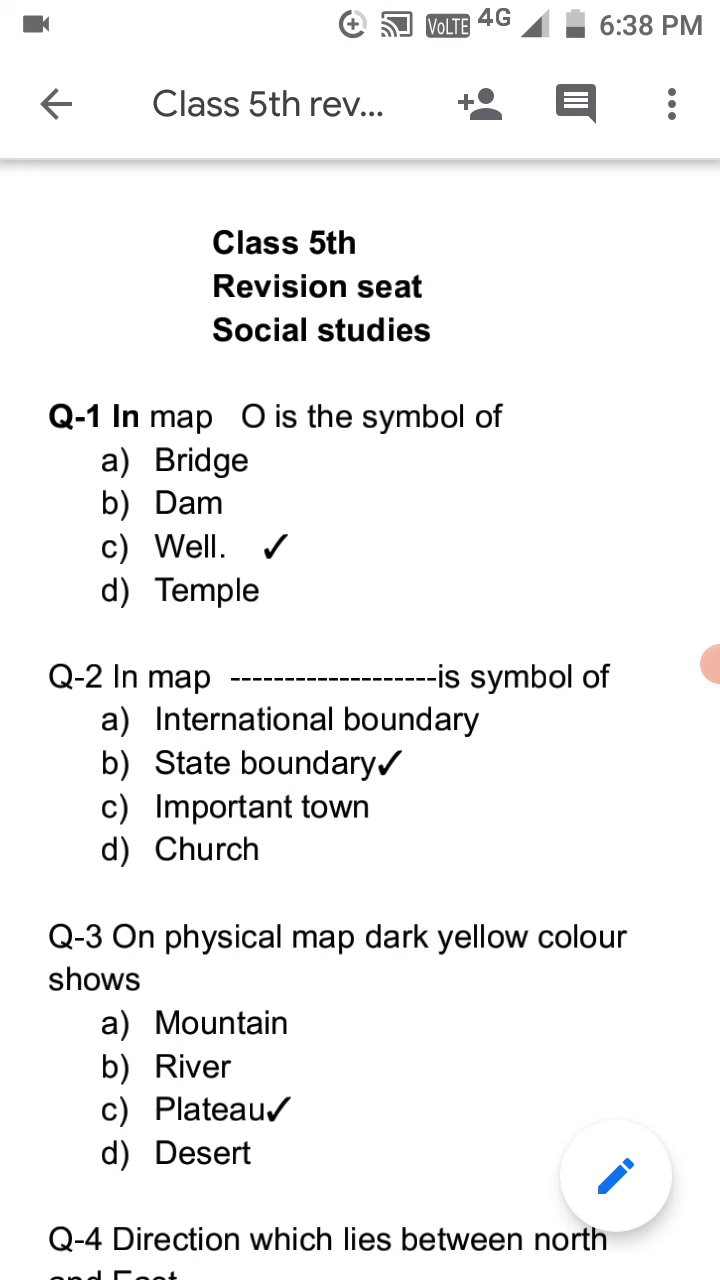 VoLTE 4G 6:38 PM
Class 5th rev...
Class 5th
Revision seat
Social studies
Q-1 In map O is the symbol of
a) Bridge
b) Dam
c) Well. ✓
d) Temple
Q-2 In map -------------------is symbol of
a) International boundary
b) State boundary✓
c) Important town
d) Church
Q-3 On physical map dark yellow colour
shows
a) Mountain
b) River
c) Plateau✓
d) Desert
Q-4 Direction which lies between north
and East